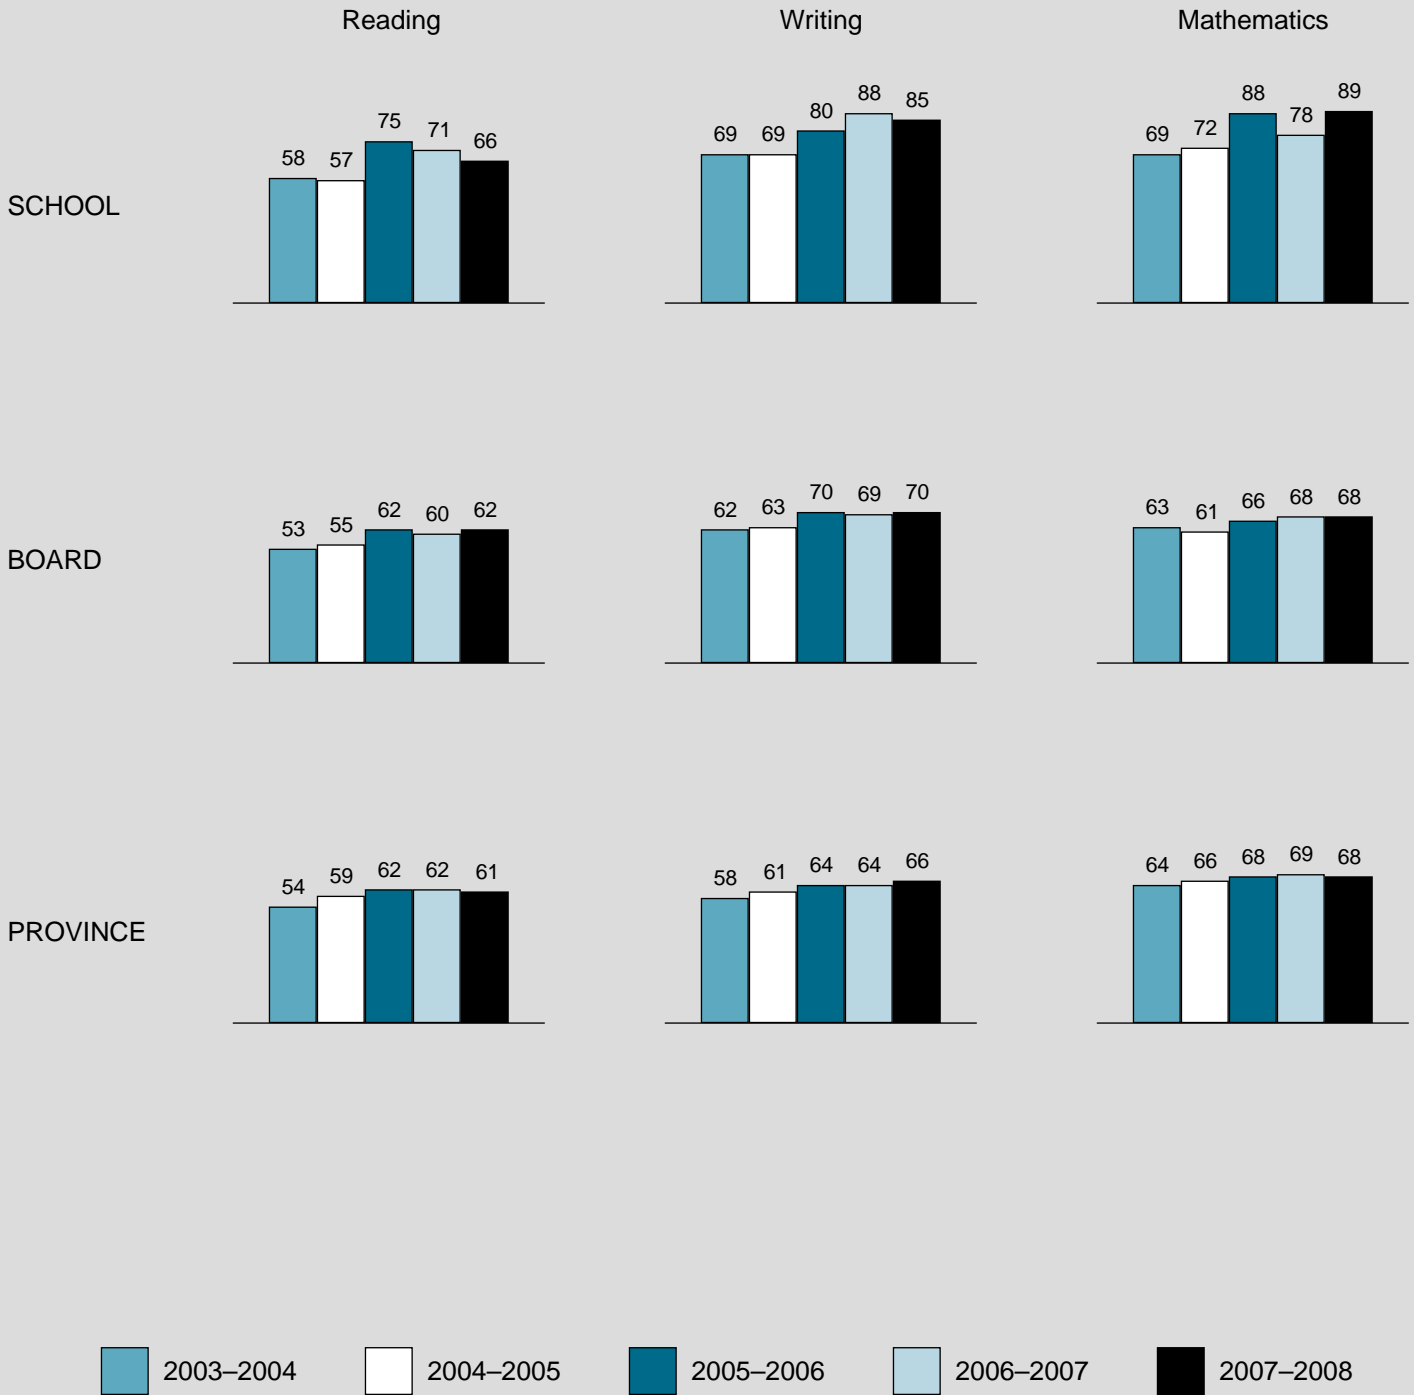 Reading Writing Mathematics
SCHOOL
58 57 75 71 66
69 69 80 88 85
69 72 88 78 89
BOARD
53 55 62 60 62
62 63 70 69 70
63 61 66 68 68
PROVINCE
54 59 62 62 61
58 61 64 64 66
64 66 68 69 68
2003–2004 2004–2005 2005–2006 2006–2007 2007–2008